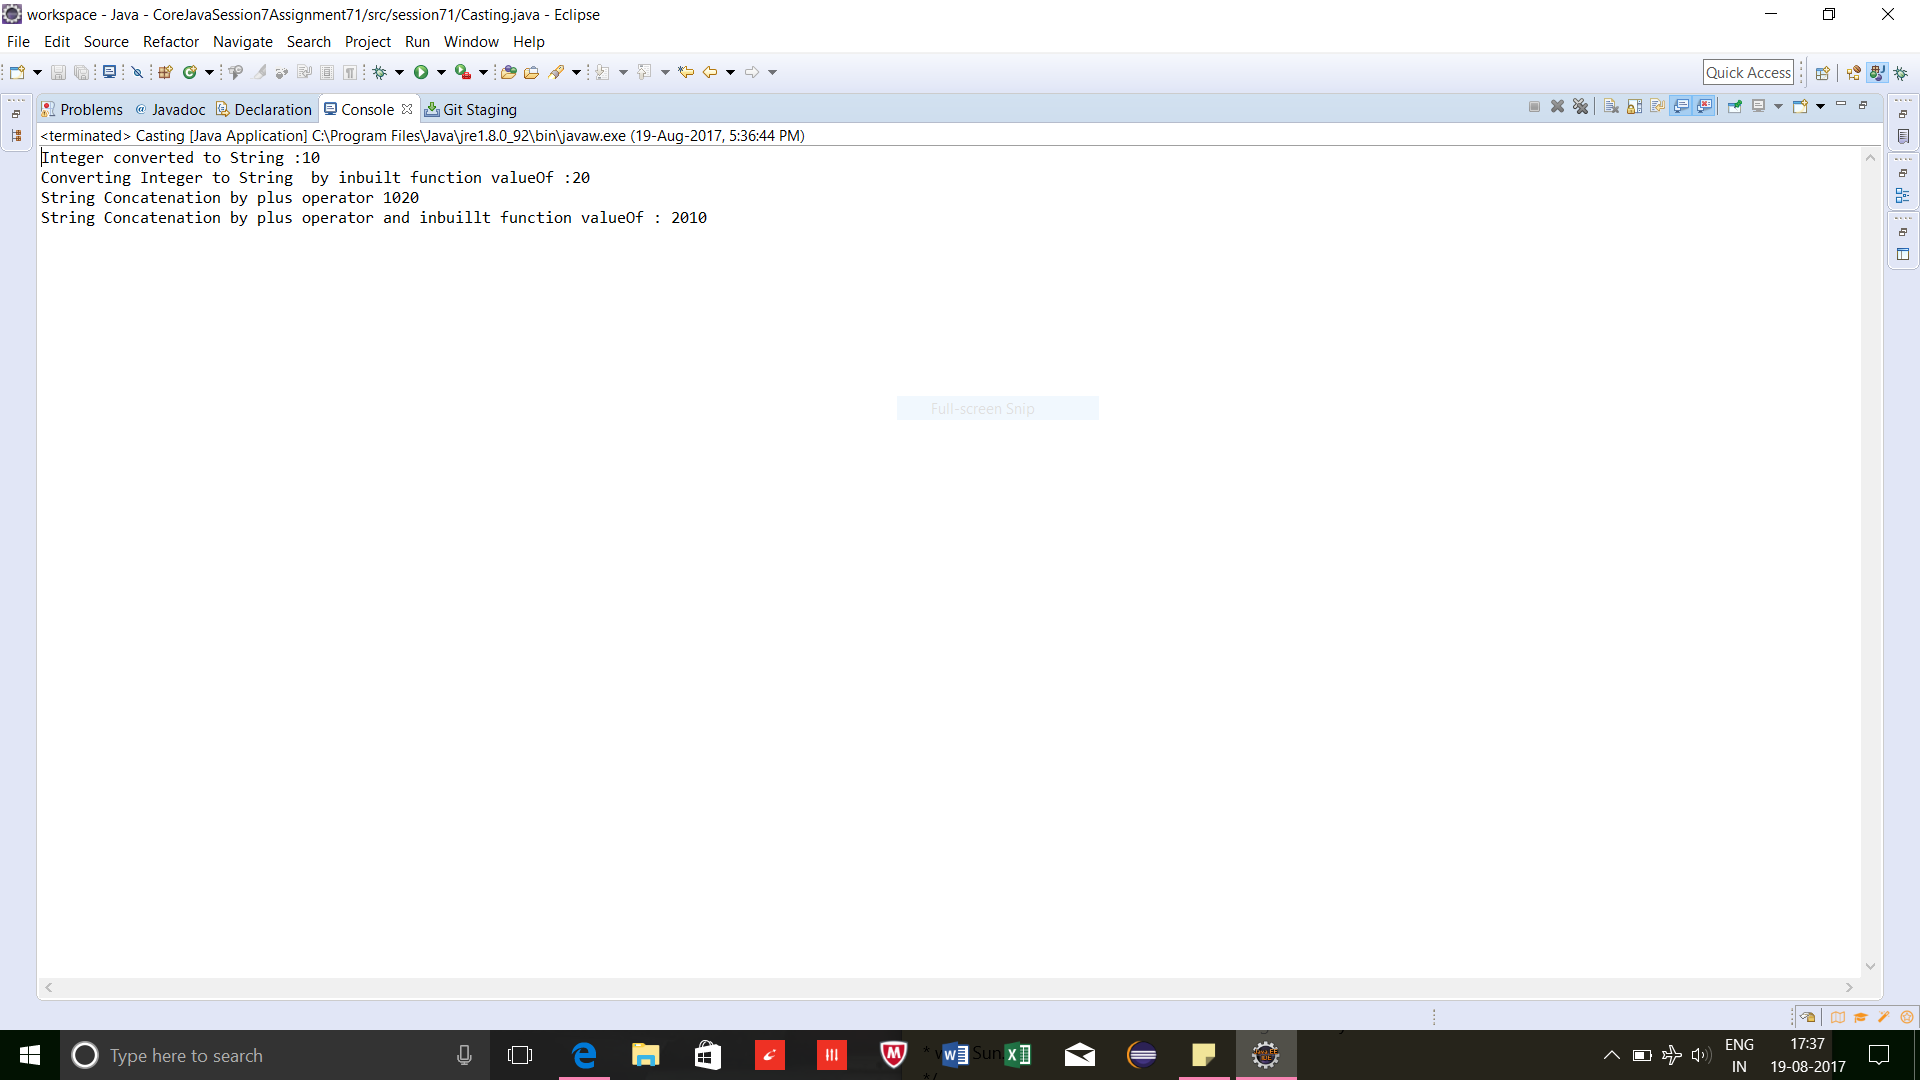 workspace - Java - CoreJavaSession7Assignment71/src/session71/Casting.java - Eclipse
File Edit Source Refactor Navigate Search Project Run Window Help
Quick Access
Problems @ Javadoc Declaration Console Git Staging
<terminated> Casting [Java Application] C:\Program Files\Java\jre1.8.0_92\bin\javaw.exe (19-Aug-2017, 5:36:44 PM)
Integer converted to String :10
Converting Integer to String  by inbuilt function valueOf :20
String Concatenation by plus operator 1020
String Concatenation by plus operator and inbuillt function valueOf : 2010
Full-screen Snip
Type here to search
ENG
IN
17:37
19-08-2017